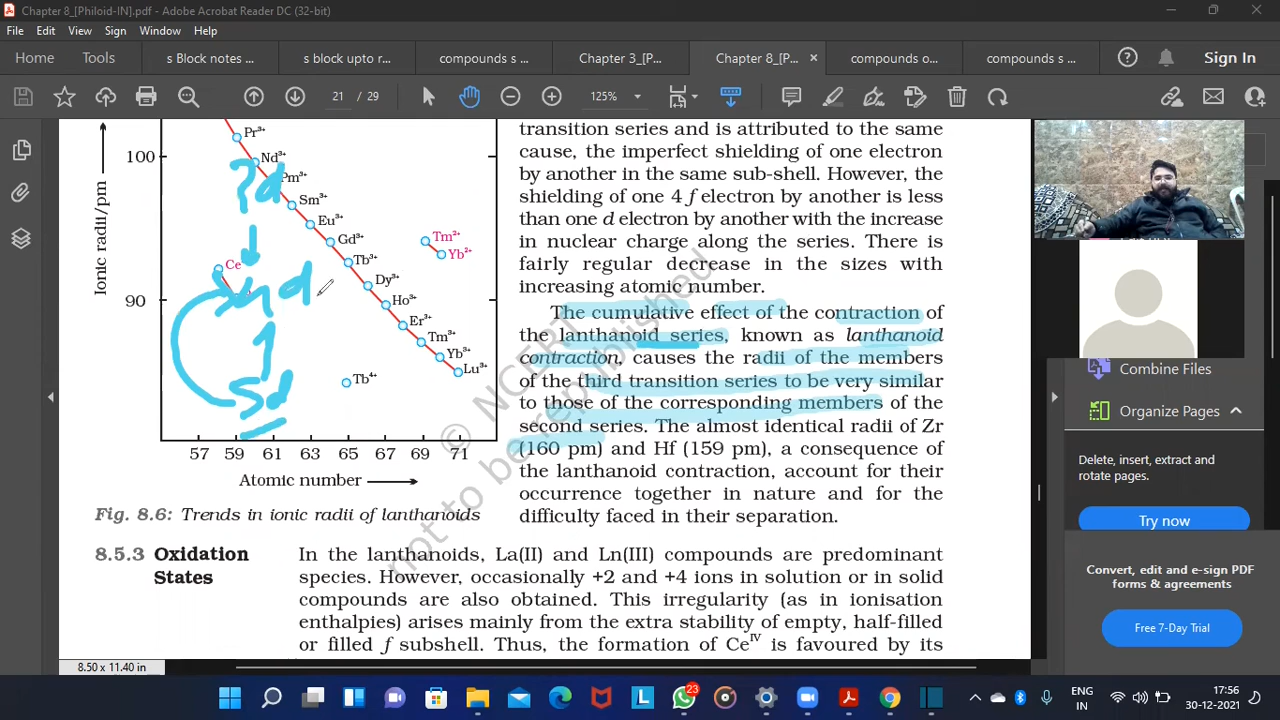 Chapter 8_[Philoid-IN].pdf - Adobe Acrobat Reader DC (32-bit)
File Edit View Sign Window Help
Home Tools s Block notes ... s block upto r... compounds s ... Chapter 3_[P... Chapter 8_[P... × compounds o... compounds s ... Sign In
21 / 29 125%
transition series and is attributed to the same
cause, the imperfect shielding of one electron
by another in the same sub-shell. However, the
shielding of one 4 f electron by another is less
than one d electron by another with the increase
in nuclear charge along the series. There is
fairly regular decrease in the sizes with
increasing atomic number.
The cumulative effect of the contraction of
the lanthanoid series, known as lanthanoid
contraction, causes the radii of the members
of the third transition series to be very similar
to those of the corresponding members of the
second series. The almost identical radii of Zr
(160 pm) and Hf (159 pm), a consequence of
the lanthanoid contraction, account for their
occurrence together in nature and for the
difficulty faced in their separation.
Ionic radii/pm
100
90
Pr³⁺
Nd³⁺
Pm³⁺
Sm³⁺
Eu³⁺
Gd³⁺
Tb³⁺
Dy³⁺
Ho³⁺
Er³⁺
Tm³⁺
Yb³⁺
Lu³⁺
Tm²⁺
Yb²⁺
Ce
Tb⁴⁺
3d
4d
5d
57 59 61 63 65 67 69 71
Atomic number
Fig. 8.6: Trends in ionic radii of lanthanoids
© NCERT
not to be republished
8.5.3 Oxidation
States
In the lanthanoids, La(II) and Ln(III) compounds are predominant
species. However, occasionally +2 and +4 ions in solution or in solid
compounds are also obtained. This irregularity (as in ionisation
enthalpies) arises mainly from the extra stability of empty, half-filled
or filled f subshell. Thus, the formation of Ceᴵⱽ is favoured by its
8.50 x 11.40 in
Combine Files
Organize Pages
Delete, insert, extract and
rotate pages.
Try now
Convert, edit and e-sign PDF
forms & agreements
Free 7-Day Trial
23
ENG
IN
17:56
30-12-2021